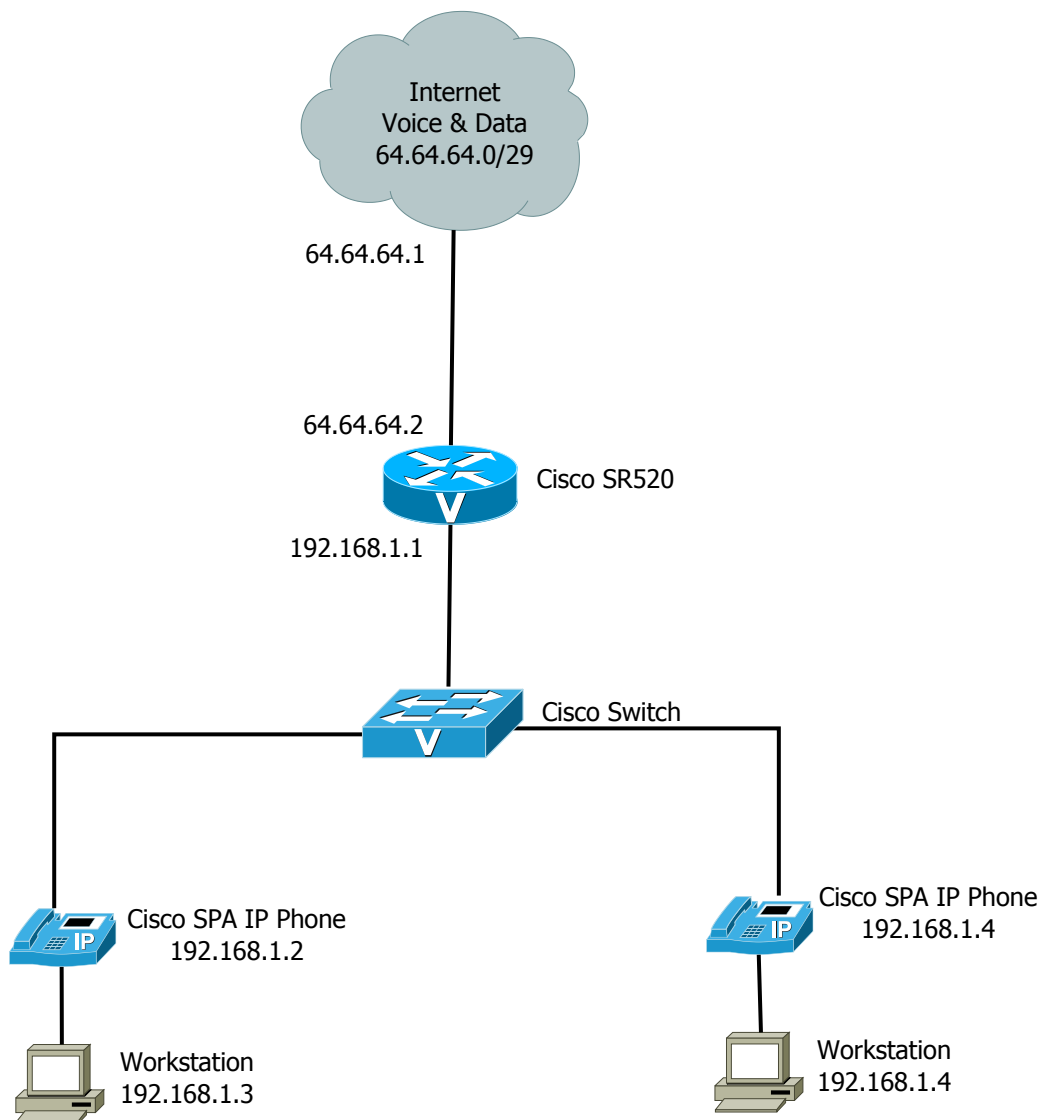 Internet
Voice & Data
64.64.64.0/29
64.64.64.1
64.64.64.2
Cisco SR520
V
192.168.1.1
Cisco Switch
V
Cisco SPA IP Phone
192.168.1.2
IP
Cisco SPA IP Phone
192.168.1.4
IP
Workstation
192.168.1.3
Workstation
192.168.1.4